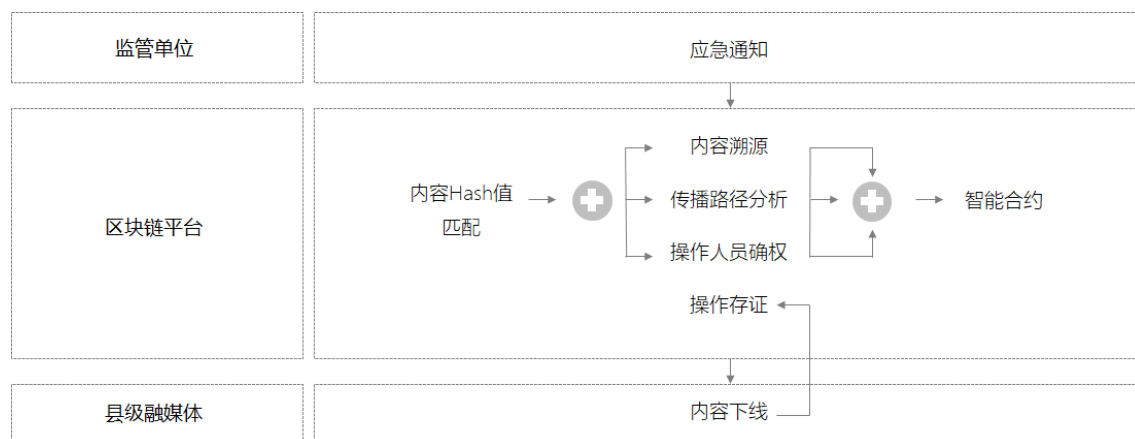 监管单位
应急通知
区块链平台
内容Hash值
匹配
内容溯源
传播路径分析
操作人员确权
操作存证
智能合约
县级融媒体
内容下线